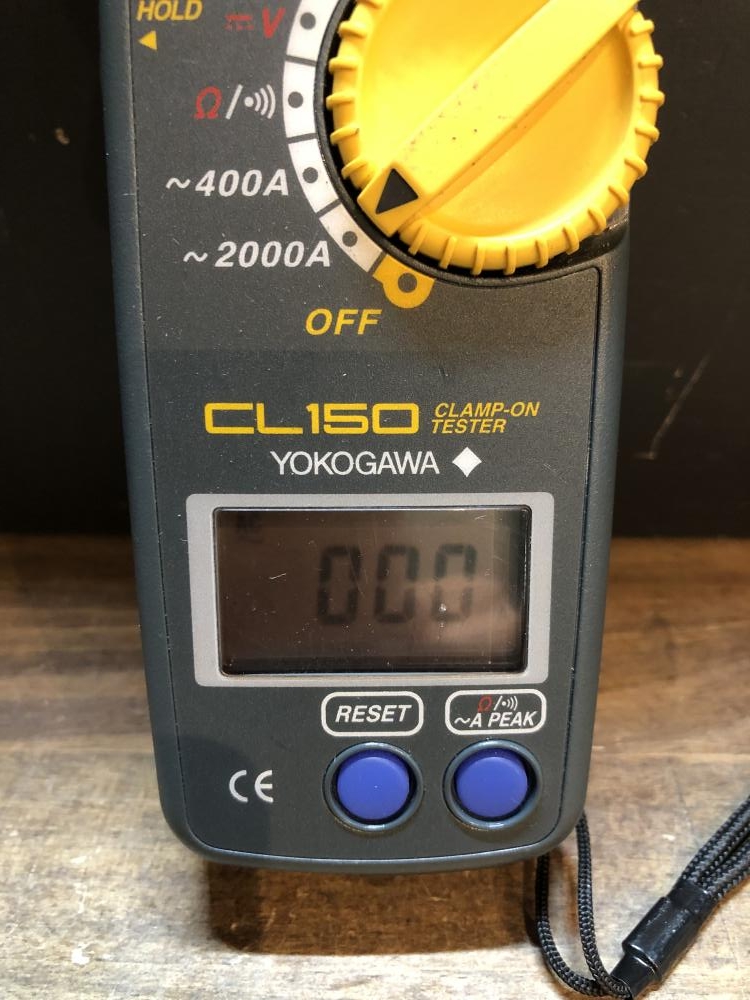 HOLD
V
Ω/
~400A
~2000A
OFF
CL150 CLAMP-ON
TESTER
YOKOGAWA
000
RESET
Ω/
~A PEAK
CE